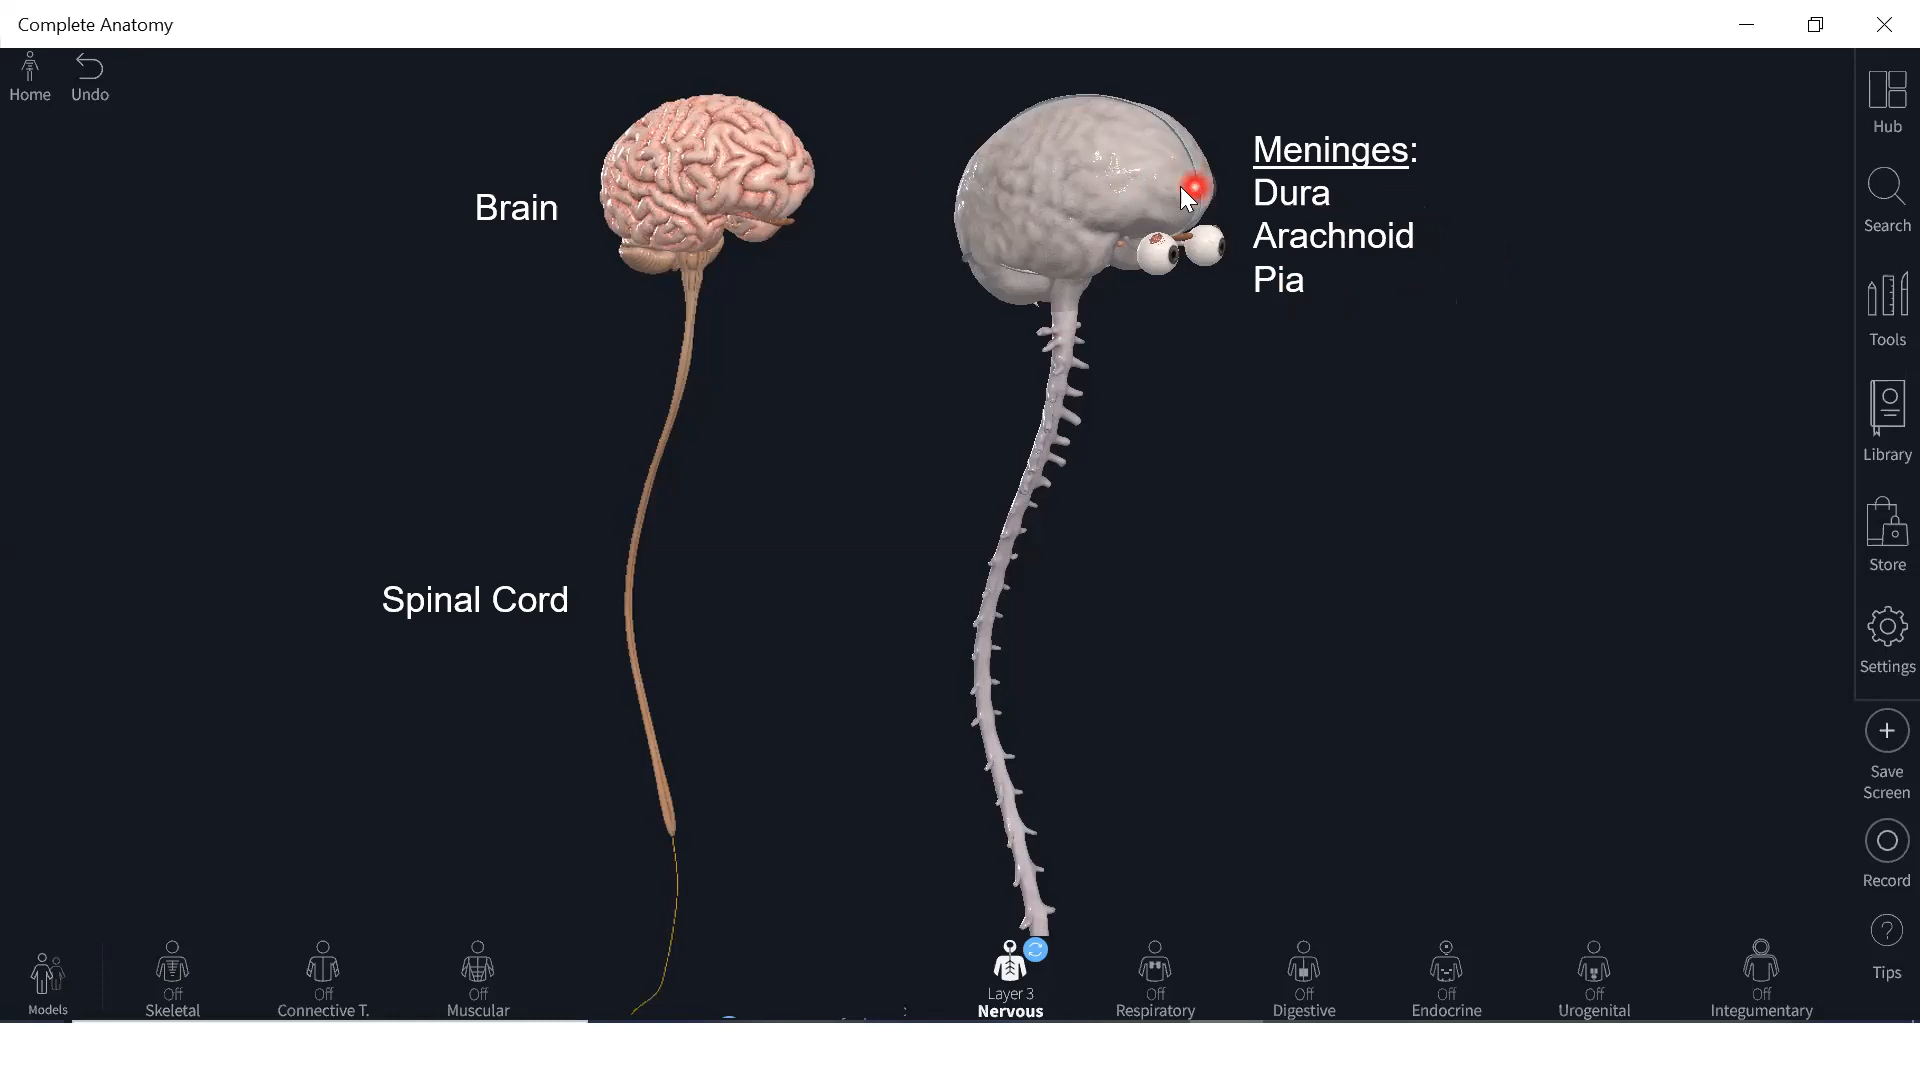 Complete Anatomy
Home
Undo
Brain
Spinal Cord
Meninges:
Dura
Arachnoid
Pia
Hub
Search
Tools
Library
Store
Settings
Save
Screen
Record
Tips
Models
Off
Skeletal
Off
Connective T.
Off
Muscular
Layer 3
Nervous
Off
Respiratory
Off
Digestive
Off
Endocrine
Off
Urogenital
Off
Integumentary